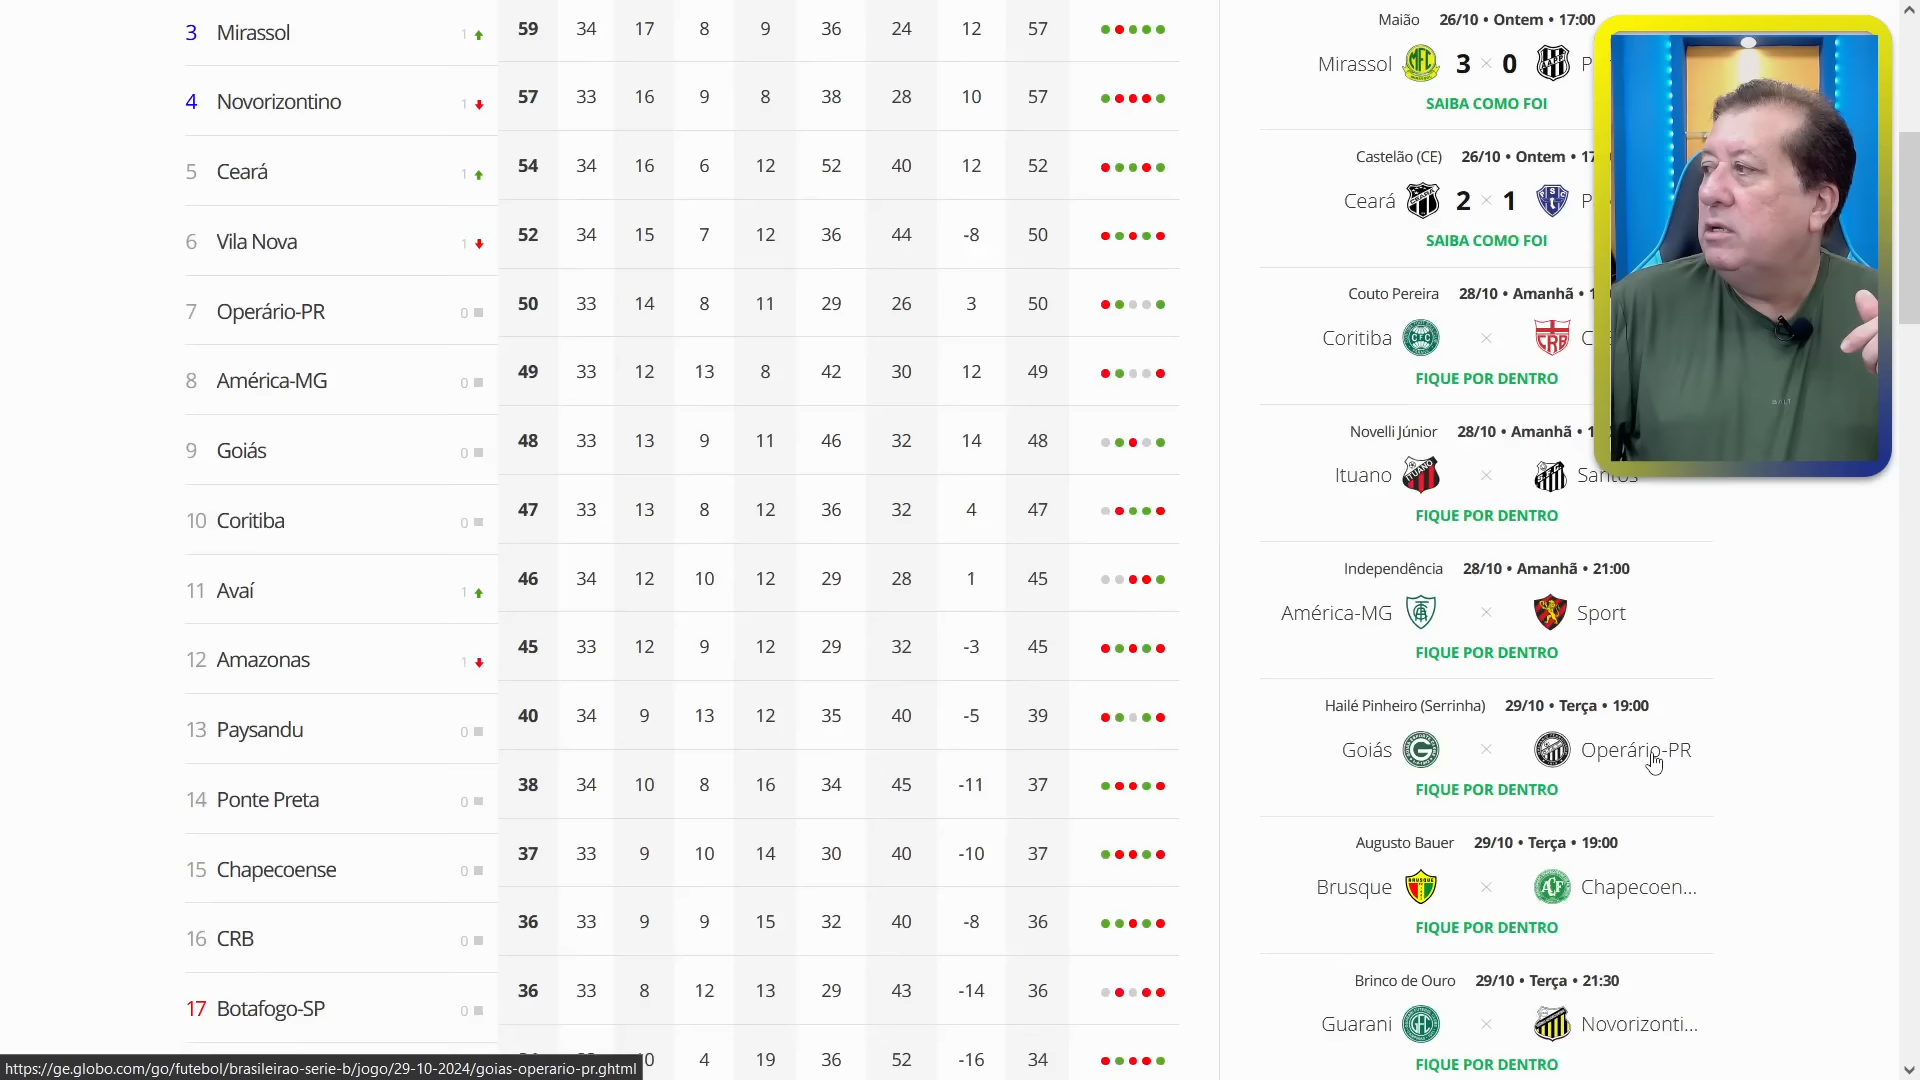 3 Mirassol 1 59 34 17 8 9 36 24 12 57
4 Novorizontino 1 57 33 16 9 8 38 28 10 57
5 Ceará 1 54 34 16 6 12 52 40 12 52
6 Vila Nova 1 52 34 15 7 12 36 44 -8 50
7 Operário-PR 0 50 33 14 8 11 29 26 3 50
8 América-MG 0 49 33 12 13 8 42 30 12 49
9 Goiás 0 48 33 13 9 11 46 32 14 48
10 Coritiba 0 47 33 13 8 12 36 32 4 47
11 Avaí 1 46 34 12 10 12 29 28 1 45
12 Amazonas 1 45 33 12 9 12 29 32 -3 45
13 Paysandu 0 40 34 9 13 12 35 40 -5 39
14 Ponte Preta 0 38 34 10 8 16 34 45 -11 37
15 Chapecoense 0 37 33 9 10 14 30 40 -10 37
16 CRB 0 36 33 9 9 15 32 40 -8 36
17 Botafogo-SP 0 36 33 8 12 13 29 43 -14 36
4 19 36 52 -16 34
Maião 26/10 • Ontem • 17:00
Mirassol MFC 3 × 0 P
SAIBA COMO FOI
Castelão (CE) 26/10 • Ontem • 17
Ceará 2 × 1 P
SAIBA COMO FOI
Couto Pereira 28/10 • Amanhã • 1
Coritiba CFC × CRB C
FIQUE POR DENTRO
Novelli Júnior 28/10 • Amanhã • 1
Ituano ITUANO × Santos
FIQUE POR DENTRO
Independência 28/10 • Amanhã • 21:00
América-MG × Sport
FIQUE POR DENTRO
Hailé Pinheiro (Serrinha) 29/10 • Terça • 19:00
Goiás × Operário-PR
FIQUE POR DENTRO
Augusto Bauer 29/10 • Terça • 19:00
Brusque BRUSQUE × Chapecoen...
FIQUE POR DENTRO
Brinco de Ouro 29/10 • Terça • 21:30
Guarani × Novorizonti...
FIQUE POR DENTRO
https://ge.globo.com/go/futebol/brasileirao-serie-b/jogo/29-10-2024/goias-operario-pr.ghtml